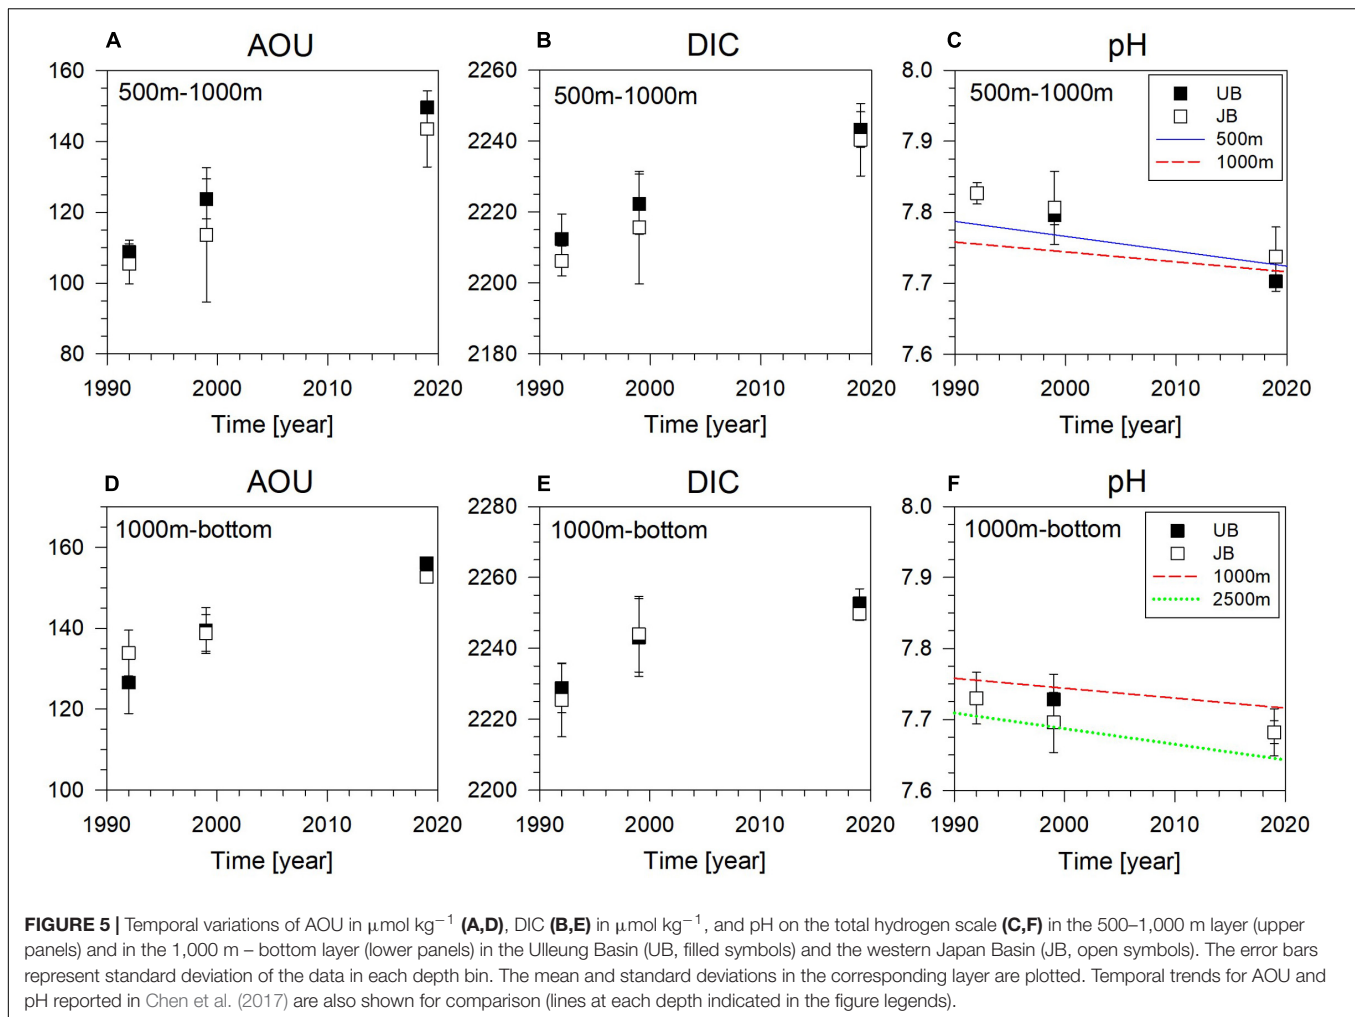 A AOU
B DIC
C pH
160
140
120
100
80
500m-1000m
1990 2000 2010 2020
Time [year]
2260
2240
2220
2200
2180
500m-1000m
1990 2000 2010 2020
Time [year]
8.0
7.9
7.8
7.7
7.6
500m-1000m
UB
JB
500m
1000m
1990 2000 2010 2020
Time [year]
D AOU
E DIC
F pH
160
140
120
100
1000m-bottom
1990 2000 2010 2020
Time [year]
2280
2260
2240
2220
2200
1000m-bottom
1990 2000 2010 2020
Time [year]
8.0
7.9
7.8
7.7
7.6
1000m-bottom
UB
JB
1000m
2500m
1990 2000 2010 2020
Time [year]
FIGURE 5 | Temporal variations of AOU in μmol kg⁻¹ (A,D), DIC (B,E) in μmol kg⁻¹, and pH on the total hydrogen scale (C,F) in the 500–1,000 m layer (upper
panels) and in the 1,000 m – bottom layer (lower panels) in the Ulleung Basin (UB, filled symbols) and the western Japan Basin (JB, open symbols). The error bars
represent standard deviation of the data in each depth bin. The mean and standard deviations in the corresponding layer are plotted. Temporal trends for AOU and
pH reported in Chen et al. (2017) are also shown for comparison (lines at each depth indicated in the figure legends).